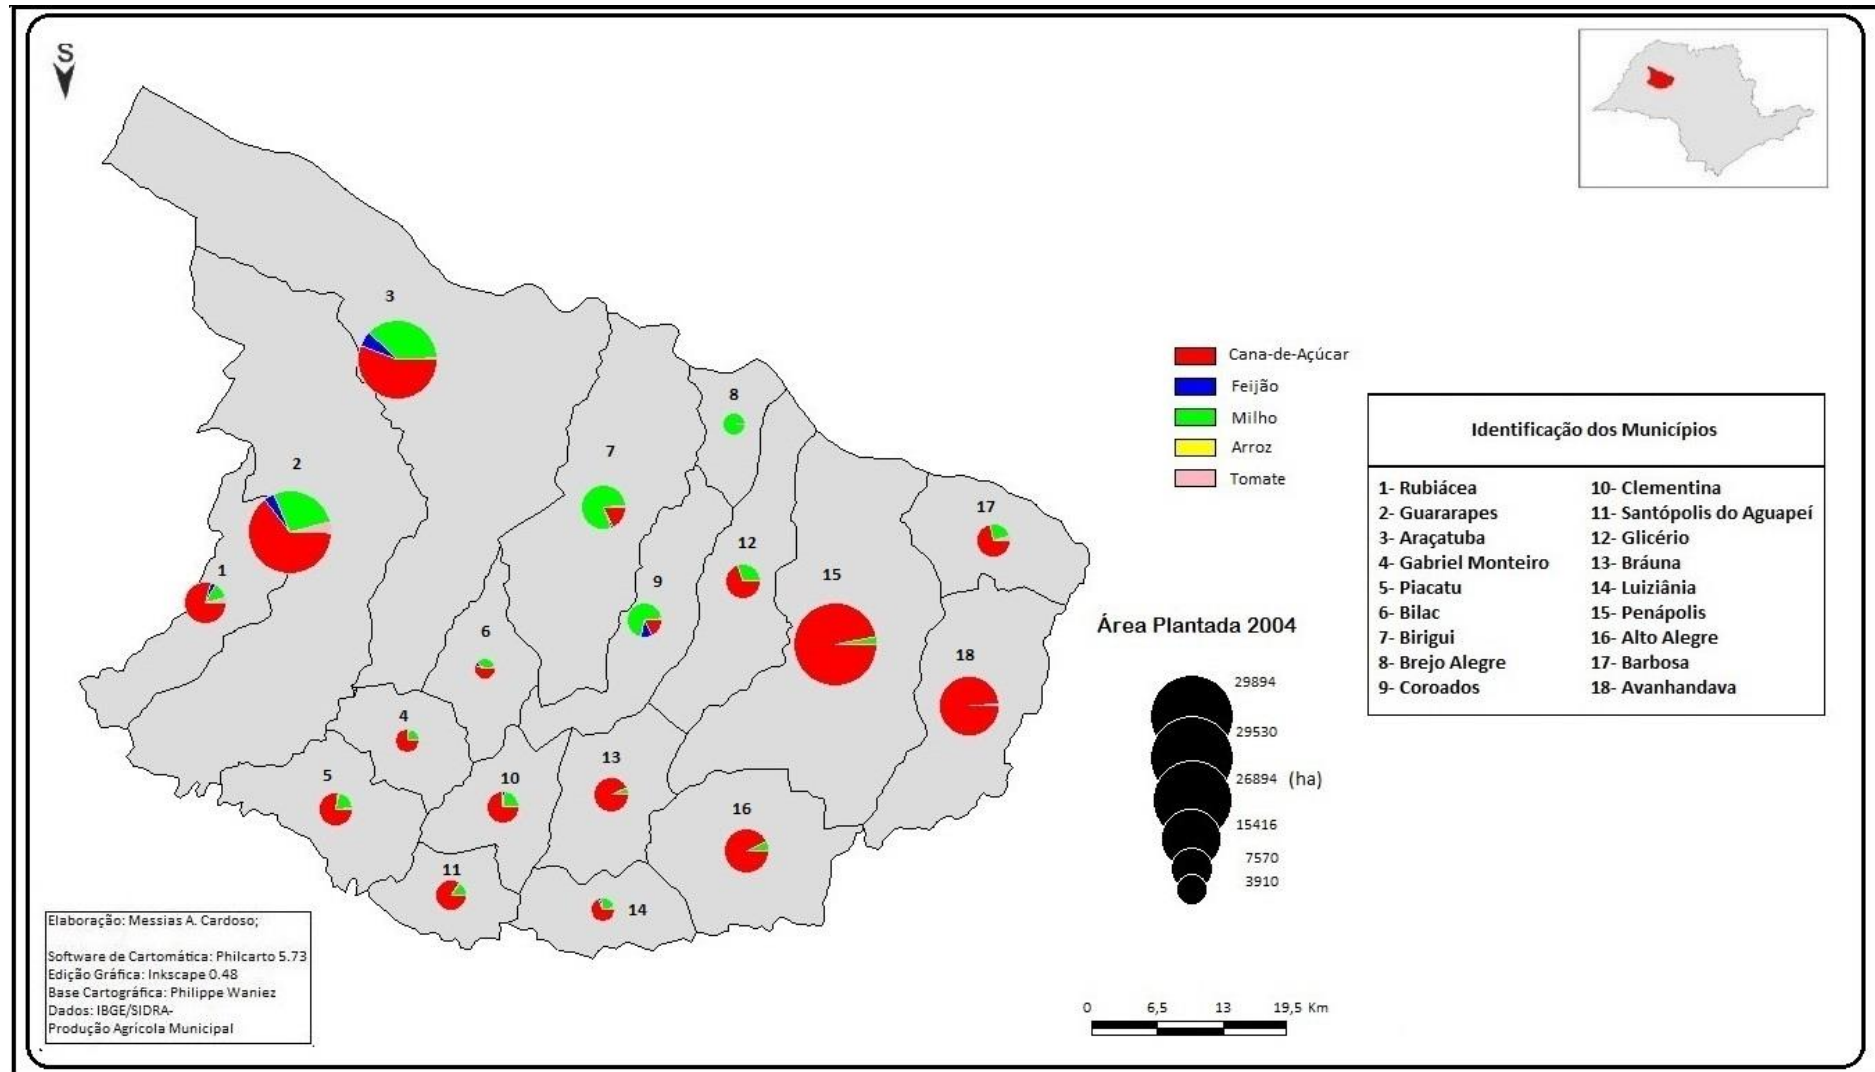 S
3
8
2
7
17
12
1
9
15
6
18
4
13
5
10
16
11
14
Cana-de-Açúcar
Feijão
Milho
Arroz
Tomate
Identificação dos Municípios
1- Rubiácea
2- Guararapes
3- Araçatuba
4- Gabriel Monteiro
5- Piacatu
6- Bilac
7- Birigui
8- Brejo Alegre
9- Coroados
10- Clementina
11- Santópolis do Aguapeí
12- Glicério
13- Bráuna
14- Luiziânia
15- Penápolis
16- Alto Alegre
17- Barbosa
18- Avanhandava
Área Plantada 2004
29894
29530
26894 (ha)
15416
7570
3910
Elaboração: Messias A. Cardoso;
Software de Cartomática: Philcarto 5.73
Edição Gráfica: Inkscape 0.48
Base Cartográfica: Philippe Waniez
Dados: IBGE/SIDRA-
Produção Agrícola Municipal
0 6,5 13 19,5 Km